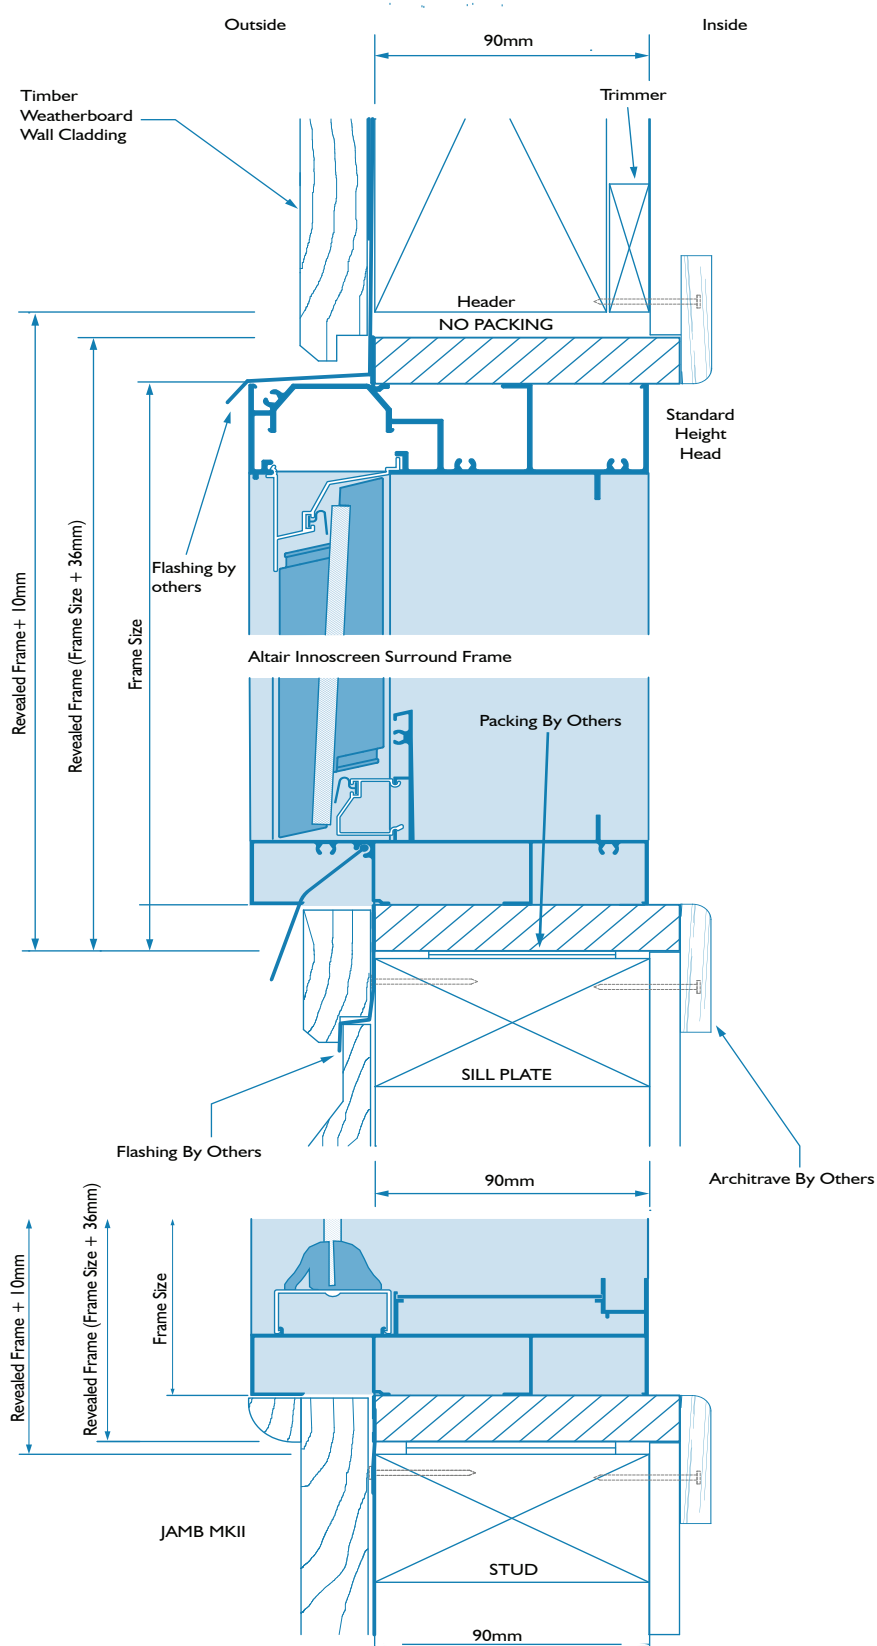 Outside
90mm
Inside
Timber
Weatherboard
Wall Cladding
Trimmer
Header
NO PACKING
Standard
Height
Head
Flashing by
others
Revealed Frame+ 10mm
Revealed Frame (Frame Size + 36mm)
Frame Size
Altair Innoscreen Surround Frame
Packing By Others
SILL PLATE
Flashing By Others
Architrave By Others
90mm
Revealed Frame + 10mm
Revealed Frame (Frame Size + 36mm)
Frame Size
JAMB MKII
STUD
90mm